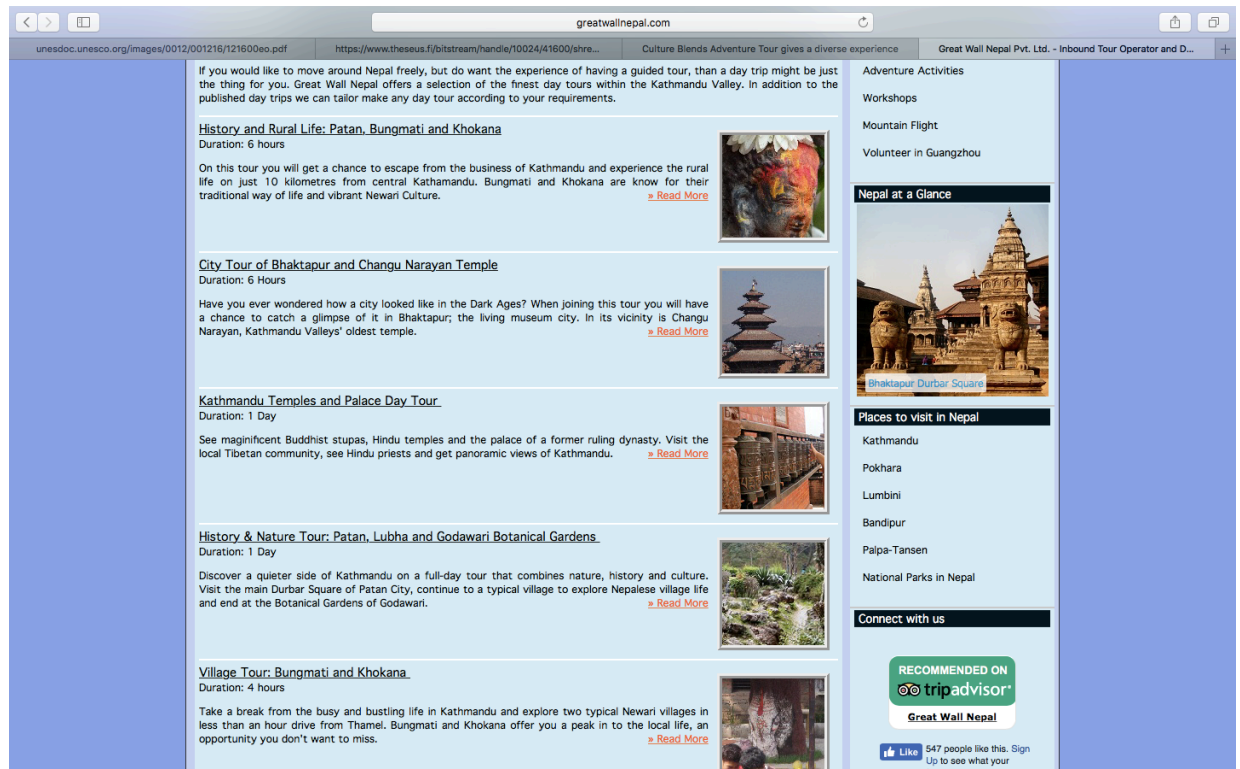 greatwallnepal.com
unesdoc.unesco.org/images/0012/001216/121600eo.pdf
https://www.theseus.fi/bitstream/handle/10024/41600/shre...
Culture Blends Adventure Tour gives a diverse experience
Great Wall Nepal Pvt. Ltd. - Inbound Tour Operator and D...
If you would like to move around Nepal freely, but do want the experience of having a guided tour, than a day trip might be just
the thing for you. Great Wall Nepal offers a selection of the finest day tours within the Kathmandu Valley. In addition to the
published day trips we can tailor make any day tour according to your requirements.
History and Rural Life: Patan, Bungmati and Khokana
Duration: 6 hours
On this tour you will get a chance to escape from the business of Kathmandu and experience the rural
life on just 10 kilometres from central Kathamandu. Bungmati and Khokana are know for their
traditional way of life and vibrant Newari Culture. » Read More
City Tour of Bhaktapur and Changu Narayan Temple
Duration: 6 Hours
Have you ever wondered how a city looked like in the Dark Ages? When joining this tour you will have
a chance to catch a glimpse of it in Bhaktapur; the living museum city. In its vicinity is Changu
Narayan, Kathmandu Valleys' oldest temple. » Read More
Kathmandu Temples and Palace Day Tour
Duration: 1 Day
See maginificent Buddhist stupas, Hindu temples and the palace of a former ruling dynasty. Visit the
local Tibetan community, see Hindu priests and get panoramic views of Kathmandu. » Read More
History & Nature Tour: Patan, Lubha and Godawari Botanical Gardens
Duration: 1 Day
Discover a quieter side of Kathmandu on a full-day tour that combines nature, history and culture.
Visit the main Durbar Square of Patan City, continue to a typical village to explore Nepalese village life
and end at the Botanical Gardens of Godawari. » Read More
Village Tour: Bungmati and Khokana
Duration: 4 hours
Take a break from the busy and bustling life in Kathmandu and explore two typical Newari villages in
less than an hour drive from Thamel. Bungmati and Khokana offer you a peak in to the local life, an
opportunity you don't want to miss. » Read More
Adventure Activities
Workshops
Mountain Flight
Volunteer in Guangzhou
Nepal at a Glance
Bhaktapur Durbar Square
Places to visit in Nepal
Kathmandu
Pokhara
Lumbini
Bandipur
Palpa-Tansen
National Parks in Nepal
Connect with us
RECOMMENDED ON
tripadvisor®
Great Wall Nepal
Like 547 people like this. Sign
Up to see what your